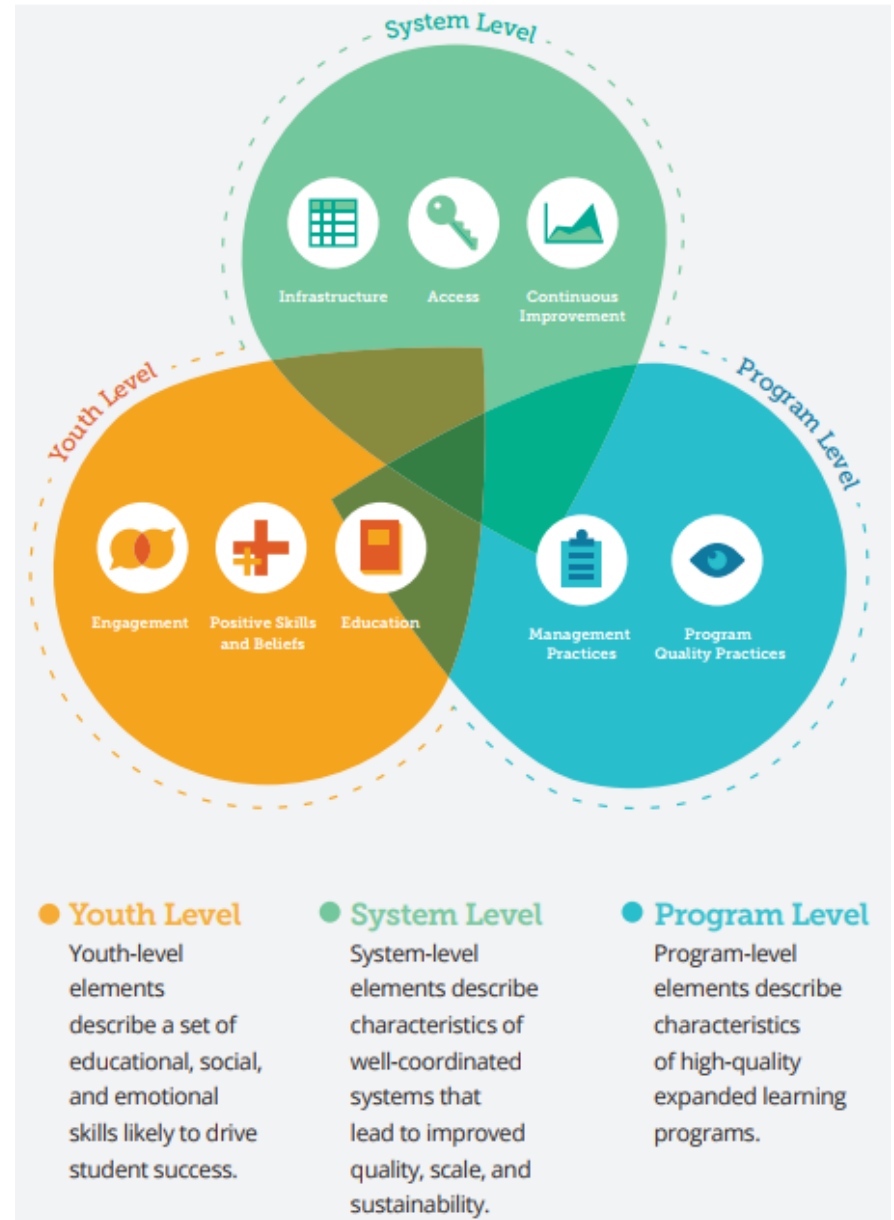 System Level
Infrastructure
Access
Continuous
Improvement
Youth Level
Program Level
Engagement
Positive Skills
and Beliefs
Education
Management
Practices
Program
Quality Practices
Youth Level
Youth-level
elements
describe a set of
educational, social,
and emotional
skills likely to drive
student success.
System Level
System-level
elements describe
characteristics of
well-coordinated
systems that
lead to improved
quality, scale, and
sustainability.
Program Level
Program-level
elements describe
characteristics
of high-quality
expanded learning
programs.